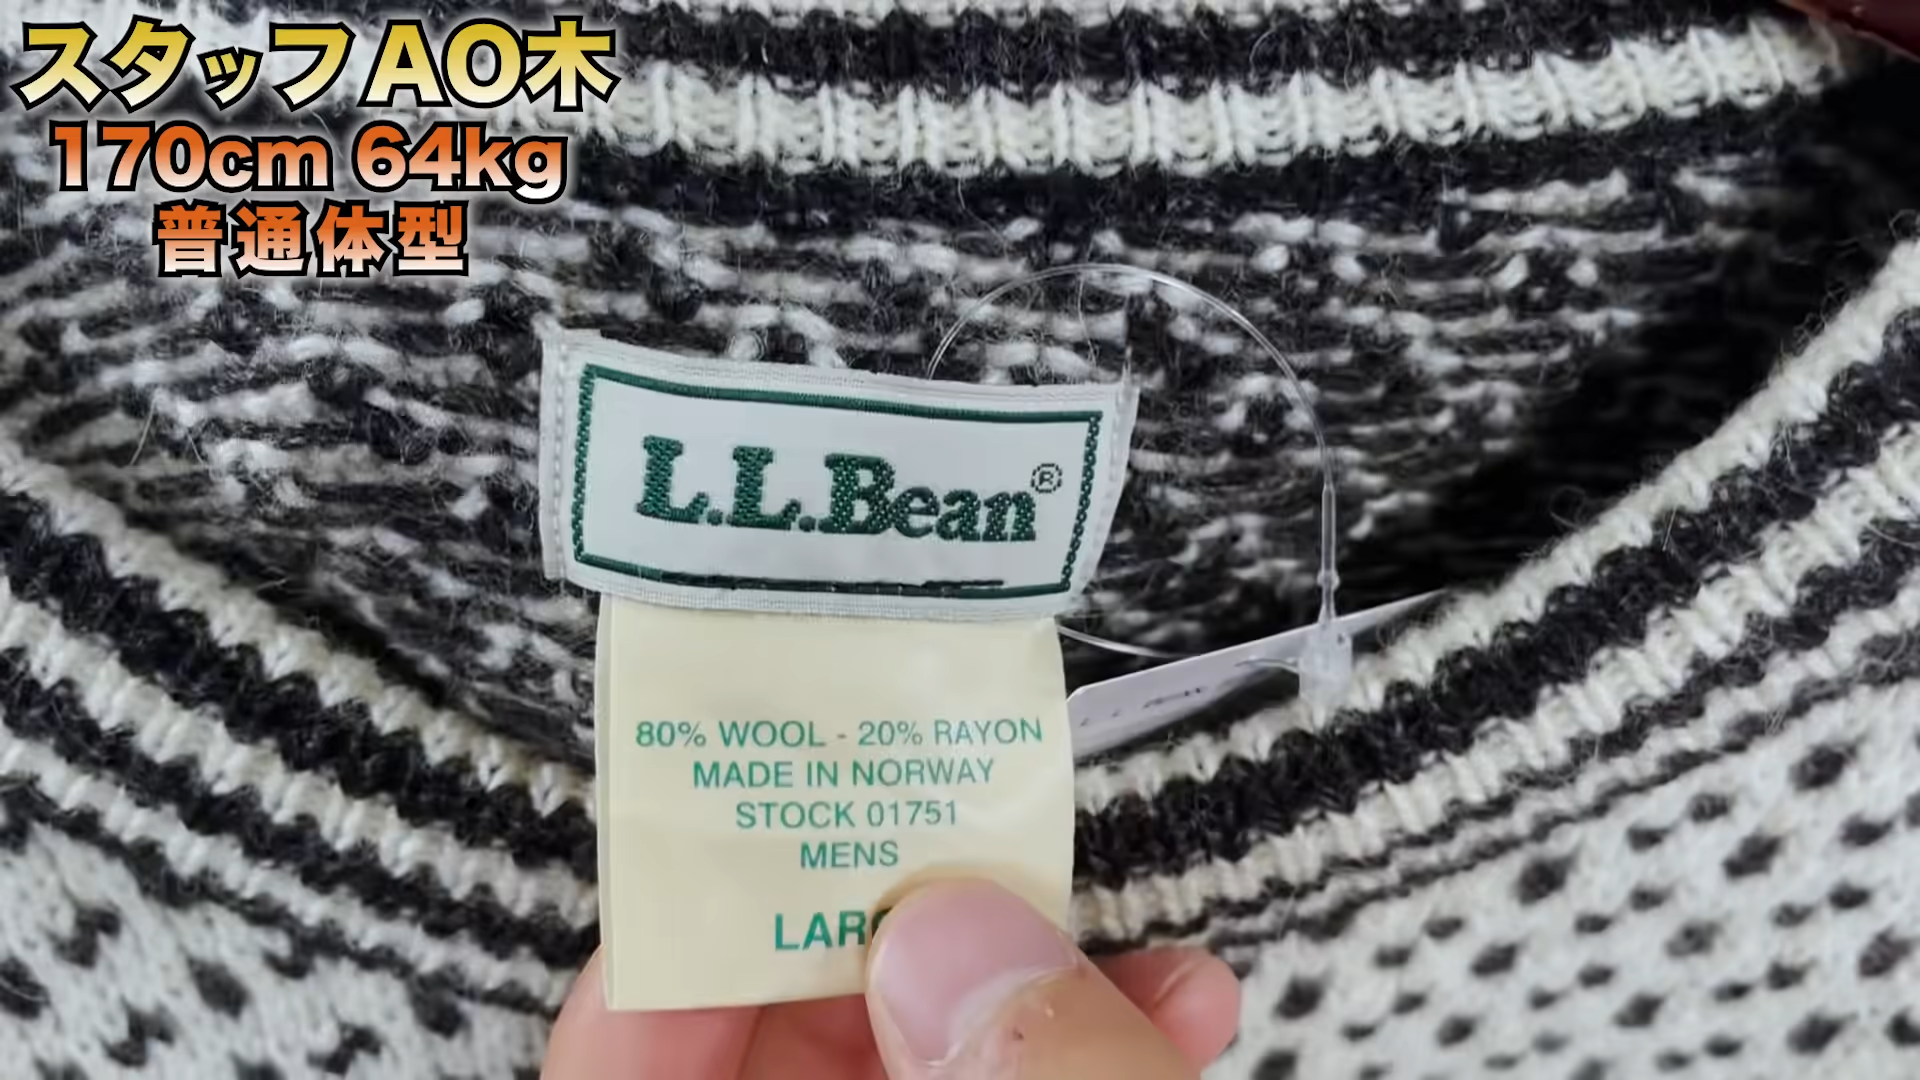 スタッフAO木
170cm 64kg
普通体型
L.L.Bean®
80% WOOL - 20% RAYON
MADE IN NORWAY
STOCK 01751
MENS
LAR